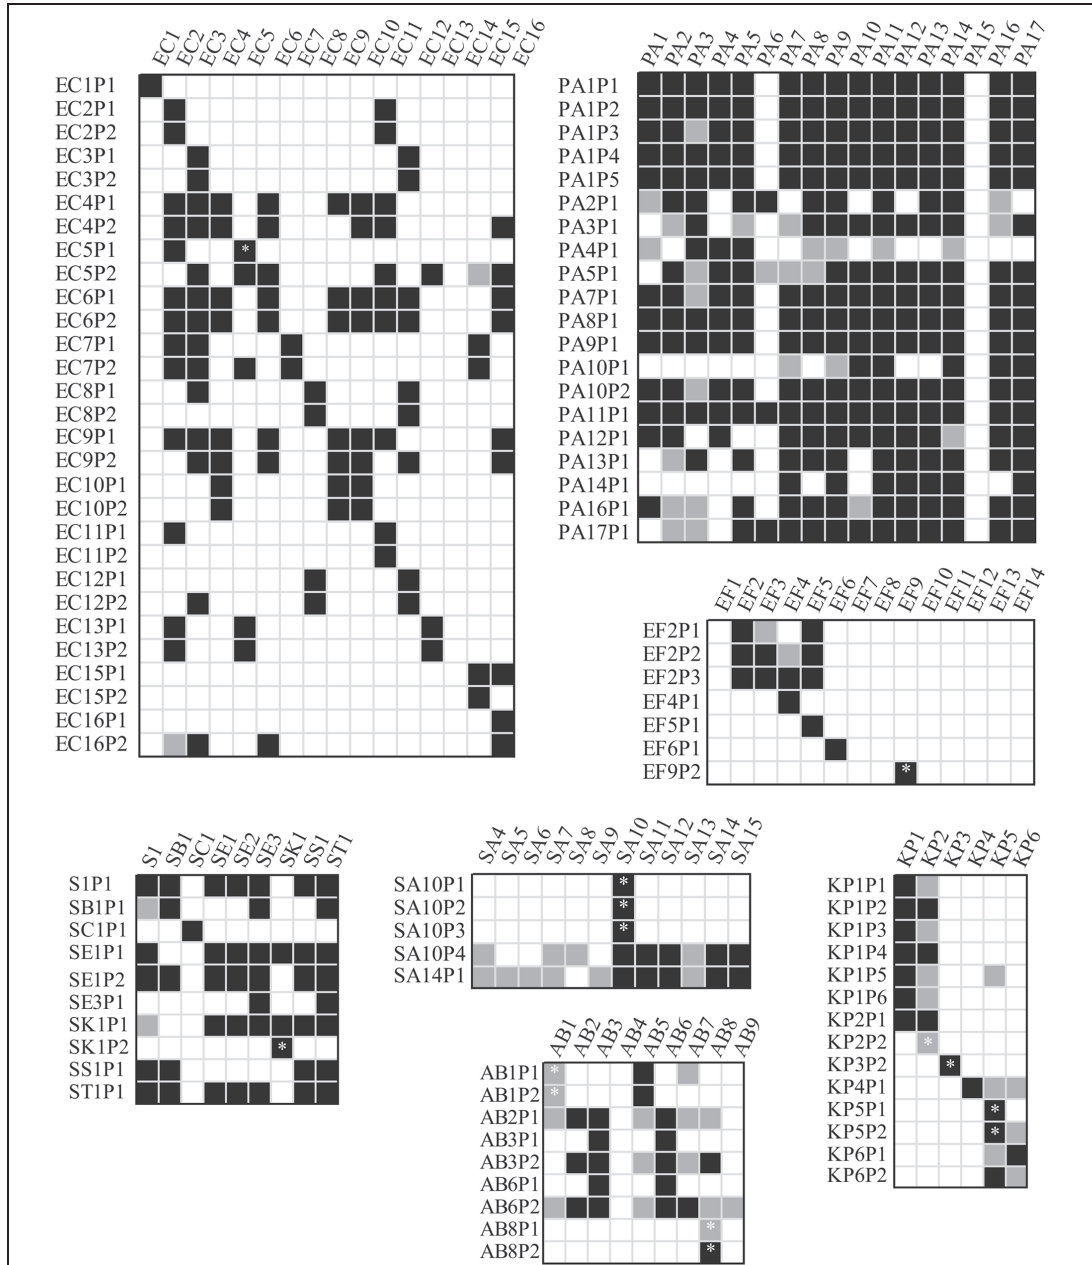 EC1 EC2 EC3 EC4 EC5 EC6 EC7 EC8 EC9 EC10 EC11 EC12 EC13 EC14 EC15 EC16
EC1P1
EC2P1
EC2P2
EC3P1
EC3P2
EC4P1
EC4P2
EC5P1 *
EC5P2
EC6P1
EC6P2
EC7P1
EC7P2
EC8P1
EC8P2
EC9P1
EC9P2
EC10P1
EC10P2
EC11P1
EC11P2
EC12P1
EC12P2
EC13P1
EC13P2
EC15P1
EC15P2
EC16P1
EC16P2
PA1 PA2 PA3 PA4 PA5 PA6 PA7 PA8 PA9 PA10 PA11 PA12 PA13 PA14 PA15 PA16 PA17
PA1P1
PA1P2
PA1P3
PA1P4
PA1P5
PA2P1
PA3P1
PA4P1
PA5P1
PA7P1
PA8P1
PA9P1
PA10P1
PA10P2
PA11P1
PA12P1
PA13P1
PA14P1
PA16P1
PA17P1
EF1 EF2 EF3 EF4 EF5 EF6 EF7 EF8 EF9 EF10 EF11 EF12 EF13 EF14
EF2P1
EF2P2
EF2P3
EF4P1
EF5P1
EF6P1
EF9P2 *
S1 SB1 SC1 SE1 SE2 SE3 SK1 SS1 ST1
S1P1
SB1P1
SC1P1
SE1P1
SE1P2
SE3P1
SK1P1
SK1P2 *
SS1P1
ST1P1
SA4 SA5 SA6 SA7 SA8 SA9 SA10 SA11 SA12 SA13 SA14 SA15
SA10P1 *
SA10P2 *
SA10P3 *
SA10P4
SA14P1
AB1 AB2 AB3 AB4 AB5 AB6 AB7 AB8 AB9
AB1P1 *
AB1P2 *
AB2P1
AB3P1
AB3P2
AB6P1
AB6P2
AB8P1 *
AB8P2 *
KP1 KP2 KP3 KP4 KP5 KP6
KP1P1
KP1P2
KP1P3
KP1P4
KP1P5
KP1P6
KP2P1
KP2P2 *
KP3P2 *
KP4P1
KP5P1 *
KP5P2 *
KP6P1
KP6P2